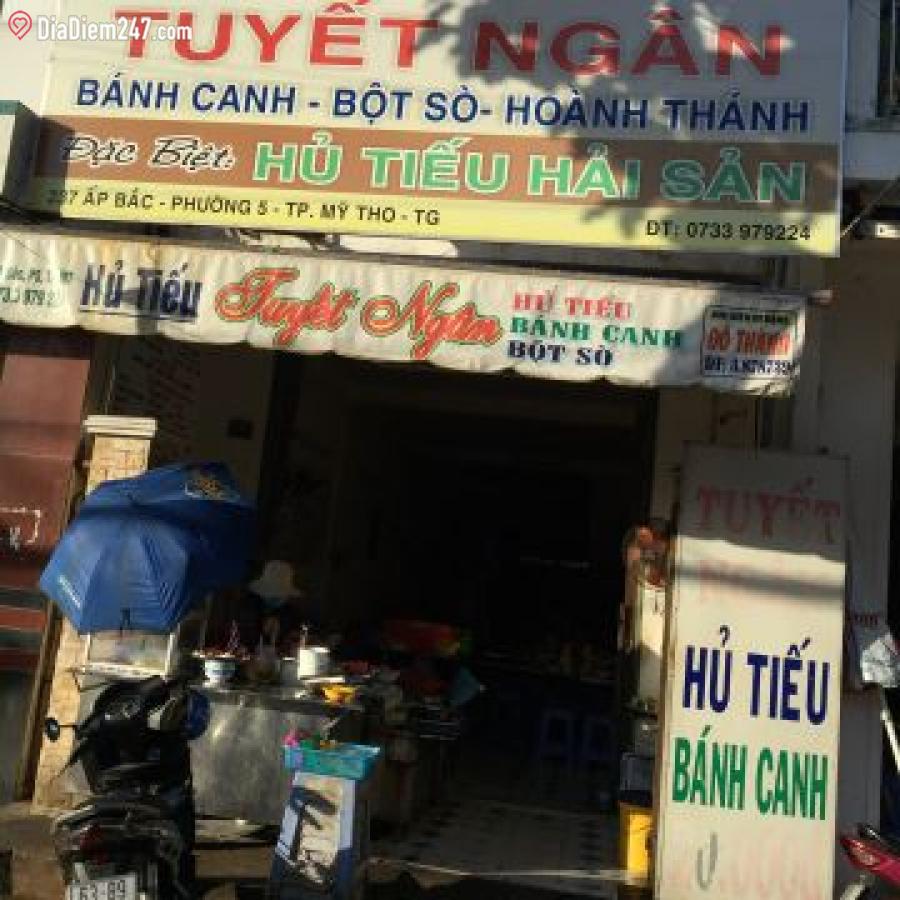 DiaDiem247.com
TUYẾT NGÂN
BÁNH CANH - BỘT SÒ- HOÀNH THÁNH
Đặc Biệt: HỦ TIẾU HẢI SẢN
ẤP BẮC - PHƯỜNG 5 - TP. MỸ THO - TG
ĐT: 0733 979224
Hủ Tiếu Tuyết Ngân
HỦ TIẾU
BÁNH CANH
BỘT SÒ
TUYẾT
HỦ TIẾU
BÁNH CANH
63-B9